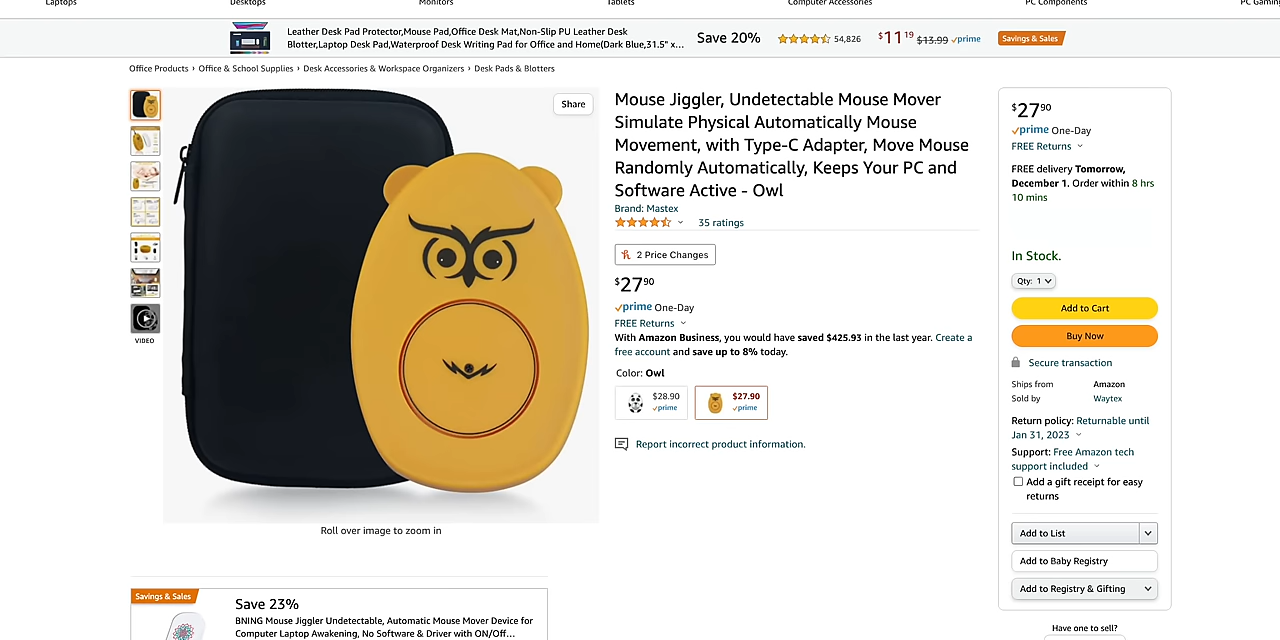 Laptops
Desktops
Monitors
Tablets
Computer Accessories
PC Components
PC Gaming
Leather Desk Pad Protector,Mouse Pad,Office Desk Mat,Non-Slip PU Leather Desk
Blotter,Laptop Desk Pad,Waterproof Desk Writing Pad for Office and Home(Dark Blue,31.5" x...
Save 20%
54,826
$11 19 $13.99 prime
Savings & Sales
Office Products › Office & School Supplies › Desk Accessories & Workspace Organizers › Desk Pads & Blotters
VIDEO
Share
Roll over image to zoom in
Mouse Jiggler, Undetectable Mouse Mover
Simulate Physical Automatically Mouse
Movement, with Type-C Adapter, Move Mouse
Randomly Automatically, Keeps Your PC and
Software Active - Owl
Brand: Mastex
35 ratings
2 Price Changes
$27 90
prime One-Day
FREE Returns
With Amazon Business, you would have saved $425.93 in the last year. Create a
free account and save up to 8% today.
Color: Owl
$28.90
prime
$27.90
prime
Report incorrect product information.
$27 90
prime One-Day
FREE Returns
FREE delivery Tomorrow,
December 1. Order within 8 hrs
10 mins
In Stock.
Qty: 1
Add to Cart
Buy Now
Secure transaction
Ships from Amazon
Sold by Waytex
Return policy: Returnable until
Jan 31, 2023
Support: Free Amazon tech
support included
Add a gift receipt for easy
returns
Add to List
Add to Baby Registry
Add to Registry & Gifting
Have one to sell?
Savings & Sales
Save 23%
BNING Mouse Jiggler Undetectable, Automatic Mouse Mover Device for
Computer Laptop Awakening, No Software & Driver with ON/Off...